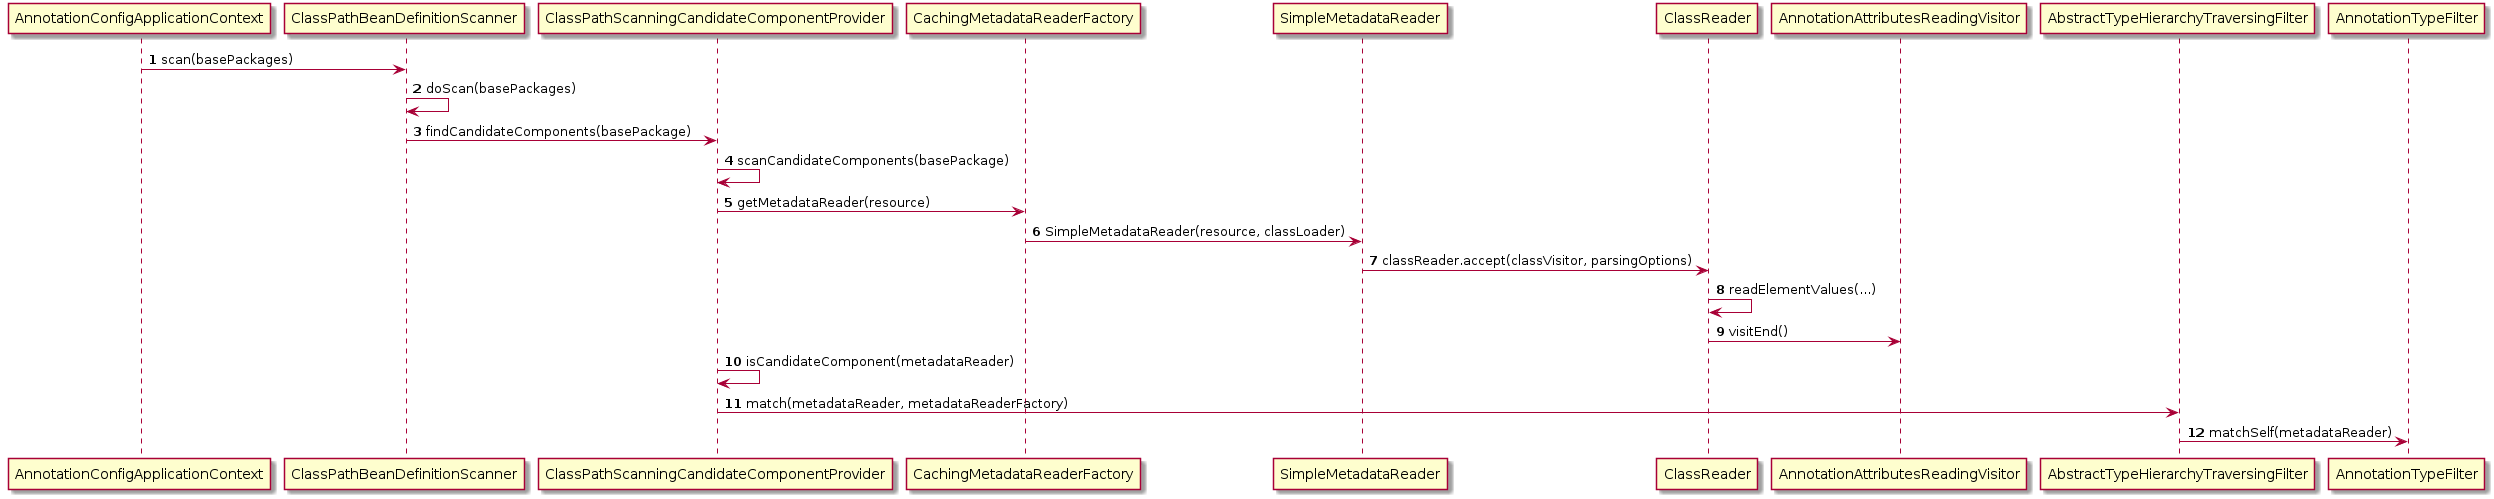 AnnotationConfigApplicationContext ClassPathBeanDefinitionScanner ClassPathScanningCandidateComponentProvider CachingMetadataReaderFactory SimpleMetadataReader ClassReader AnnotationAttributesReadingVisitor AbstractTypeHierarchyTraversingFilter AnnotationTypeFilter
1 scan(basePackages)
2 doScan(basePackages)
3 findCandidateComponents(basePackage)
4 scanCandidateComponents(basePackage)
5 getMetadataReader(resource)
6 SimpleMetadataReader(resource, classLoader)
7 classReader.accept(classVisitor, parsingOptions)
8 readElementValues(...)
9 visitEnd()
10 isCandidateComponent(metadataReader)
11 match(metadataReader, metadataReaderFactory)
12 matchSelf(metadataReader)
AnnotationConfigApplicationContext ClassPathBeanDefinitionScanner ClassPathScanningCandidateComponentProvider CachingMetadataReaderFactory SimpleMetadataReader ClassReader AnnotationAttributesReadingVisitor AbstractTypeHierarchyTraversingFilter AnnotationTypeFilter